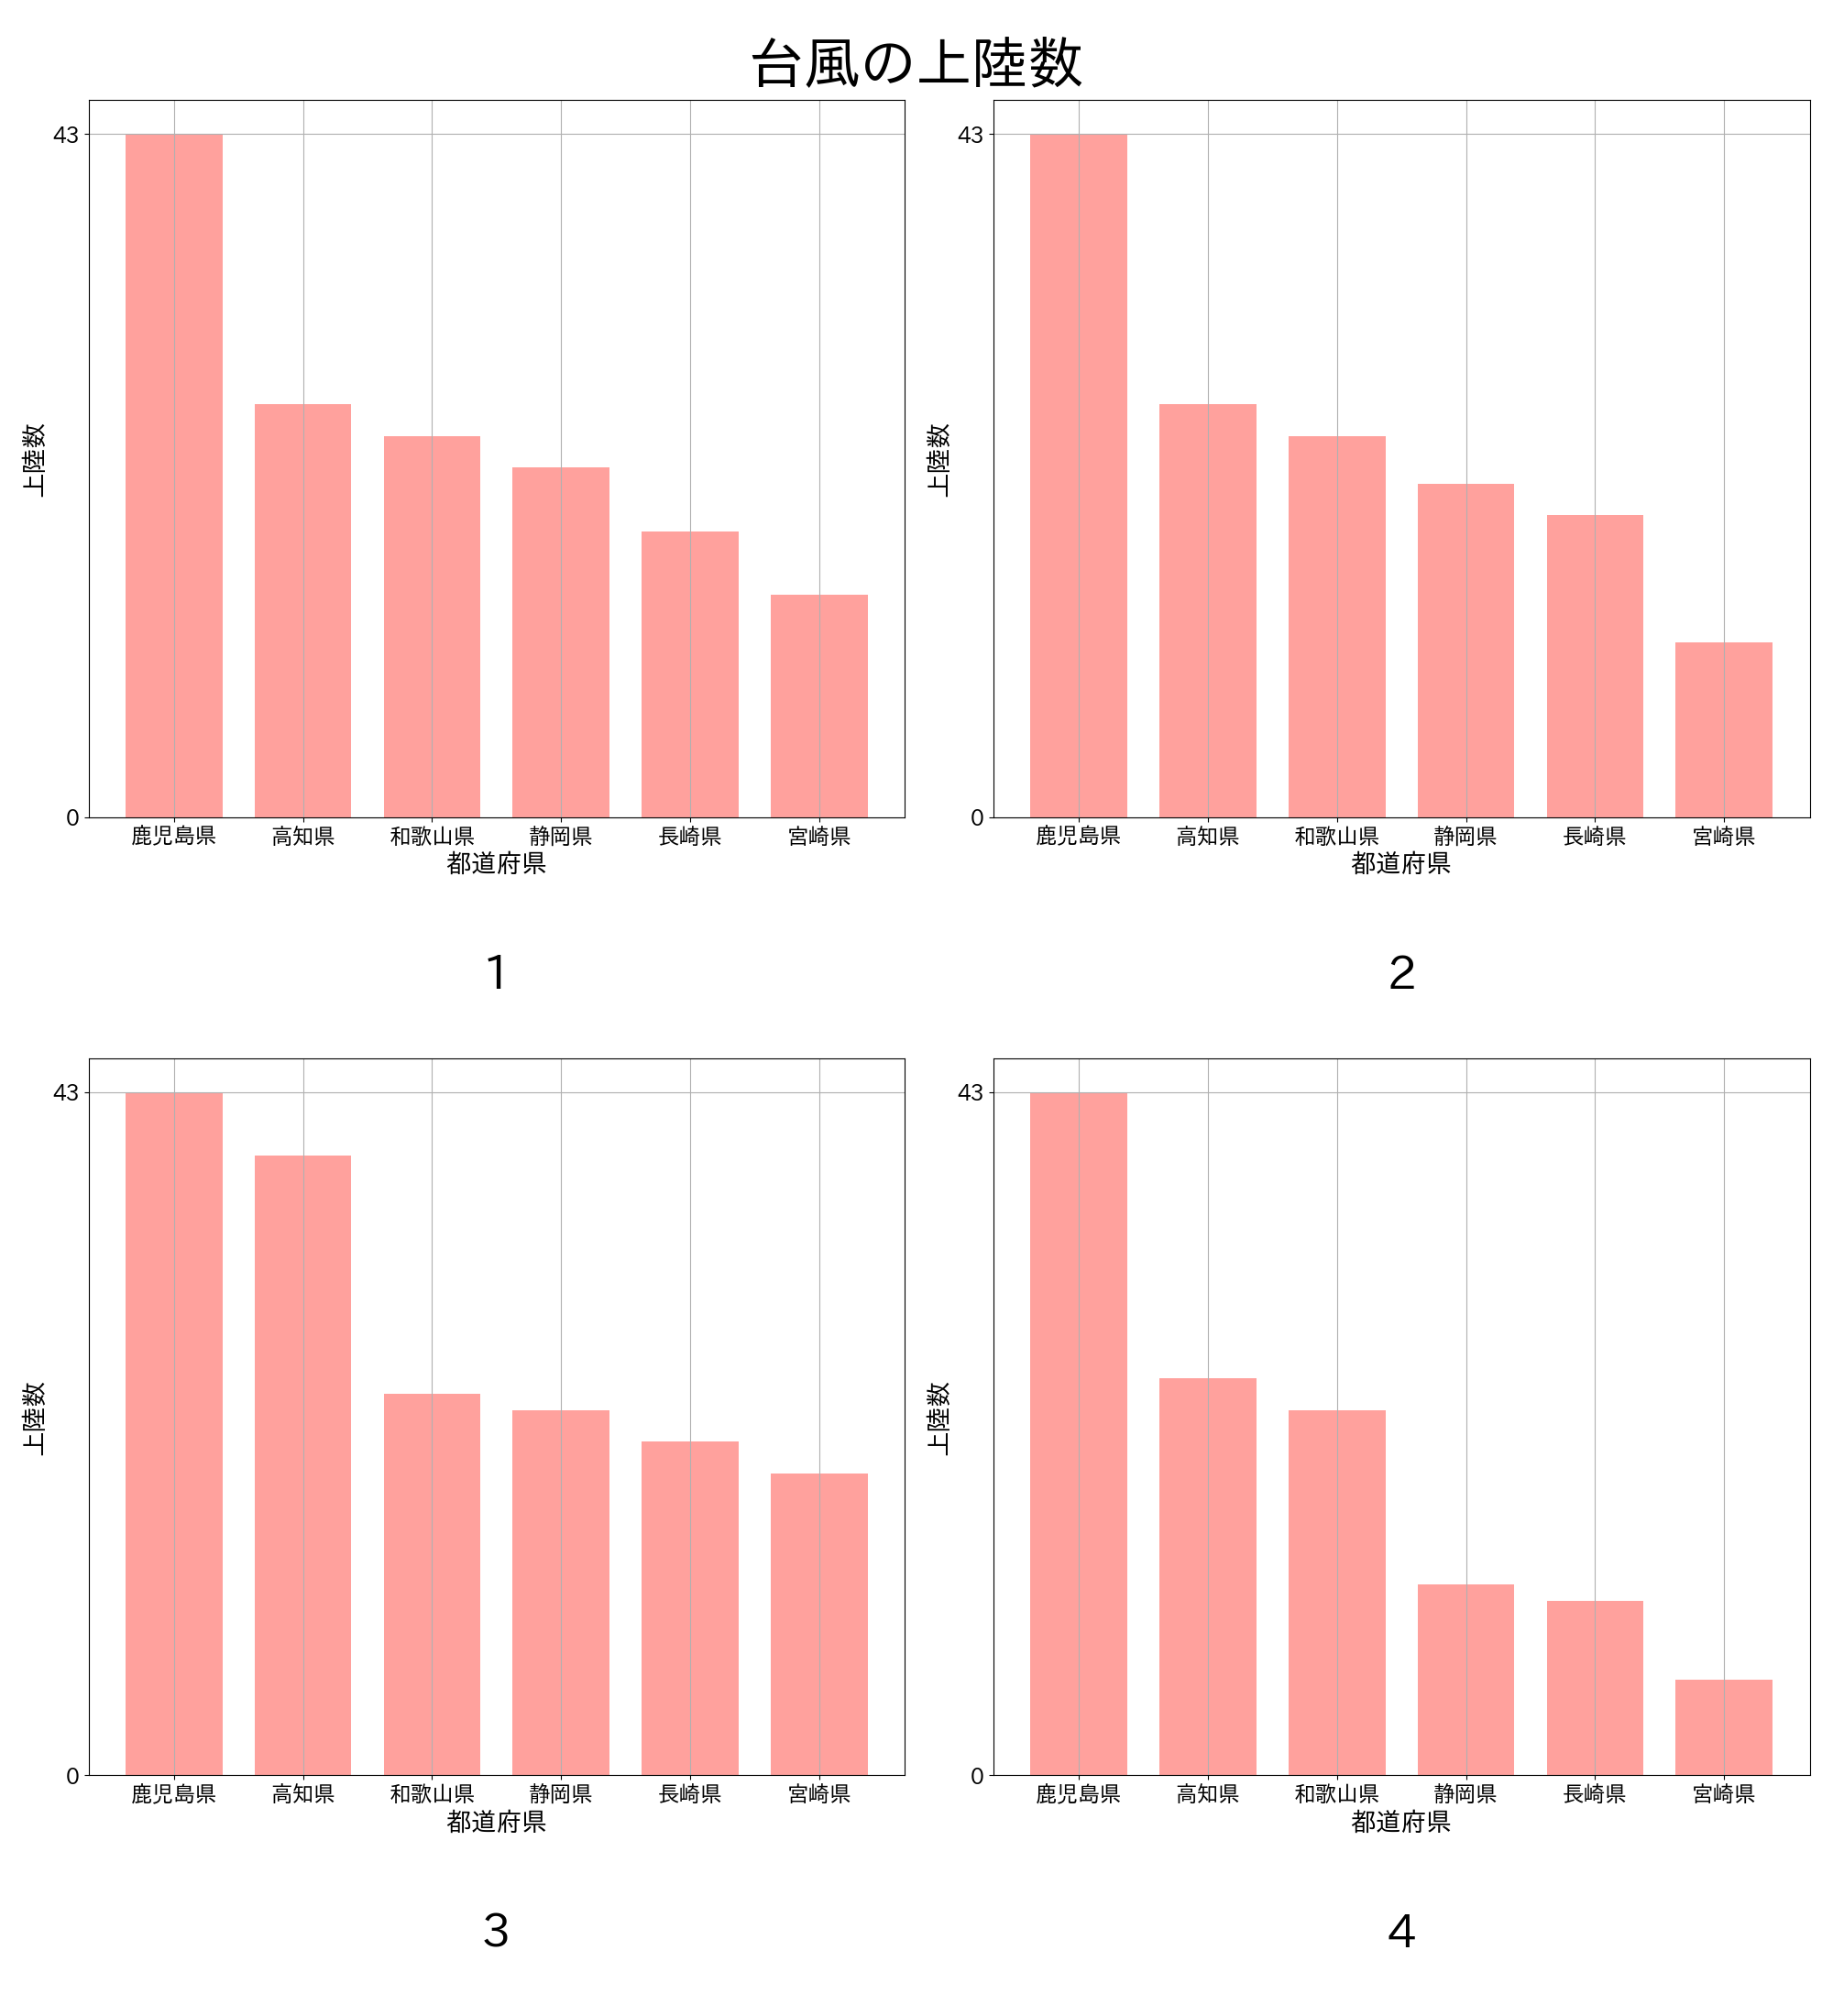 台風の上陸数
43
上陸数
0
鹿児島県 高知県 和歌山県 静岡県 長崎県 宮崎県
都道府県
1
43
上陸数
0
鹿児島県 高知県 和歌山県 静岡県 長崎県 宮崎県
都道府県
2
43
上陸数
0
鹿児島県 高知県 和歌山県 静岡県 長崎県 宮崎県
都道府県
3
43
上陸数
0
鹿児島県 高知県 和歌山県 静岡県 長崎県 宮崎県
都道府県
4